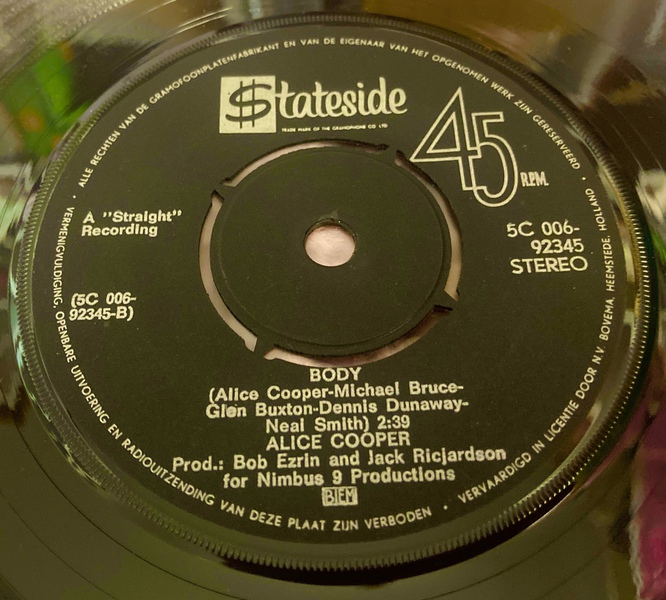 ALLE RECHTEN VAN DE GRAMOFOONPLATENFABRIKANT EN VAN DE EIGENAAR VAN HET OPGENOMEN WERK ZIJN GERESERVEERD ·
$tateside
TRADE MARK OF THE GRAMOPHONE CO LTD
45 R.P.M.
A "Straight"
Recording
5C 006-
92345
STEREO
(5C 006-
92345-B)
BODY
(Alice Cooper-Michael Bruce-
Glen Buxton-Dennis Dunaway-
Neal Smith) 2:39
ALICE COOPER
Prod.: Bob Ezrin and Jack Ricjardson
for Nimbus 9 Productions
BIEM
· VERMENIGVULDIGING, OPENBARE UITVOERING EN RADIOUITZENDING VAN DEZE PLAAT ZIJN VERBODEN · VERVAARDIGD IN LICENTIE DOOR N.V. BOVEMA, HEEMSTEDE, HOLLAND ·